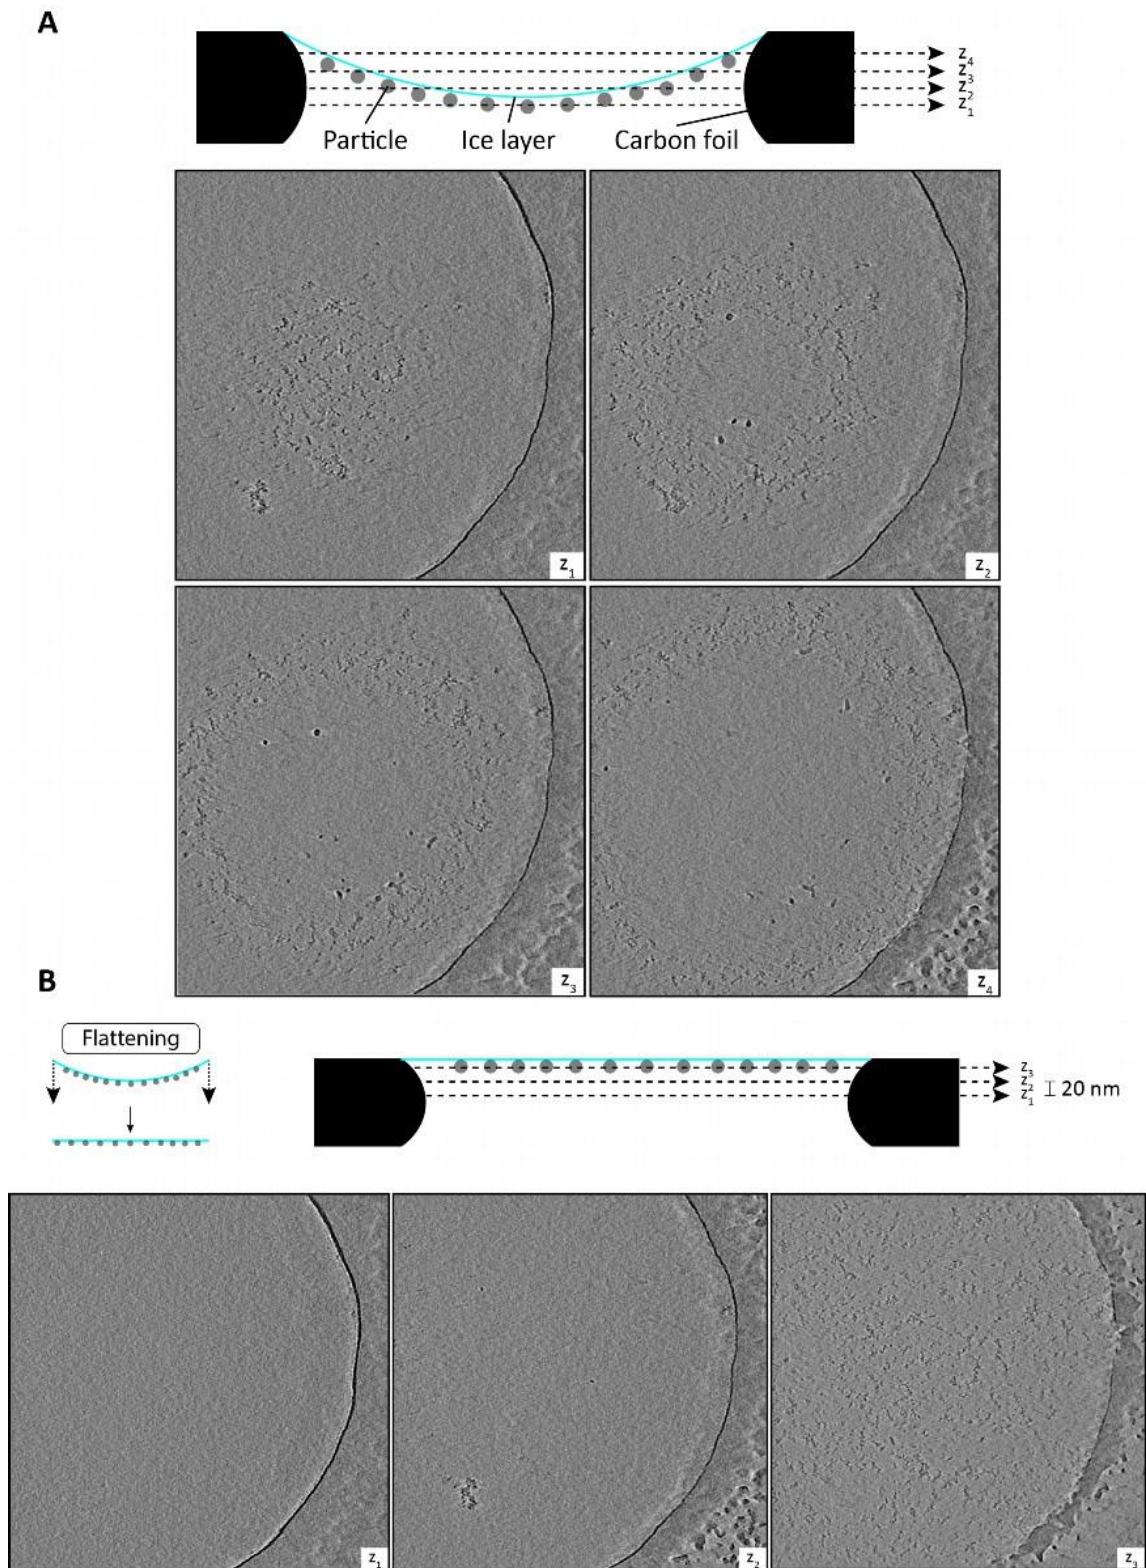 A
z₄
z₃
z₂
z₁
Particle Ice layer Carbon foil
z₁ z₂
z₃ z₄
B
Flattening
z₃
z₂
z₁
20 nm
z₁ z₂ z₃